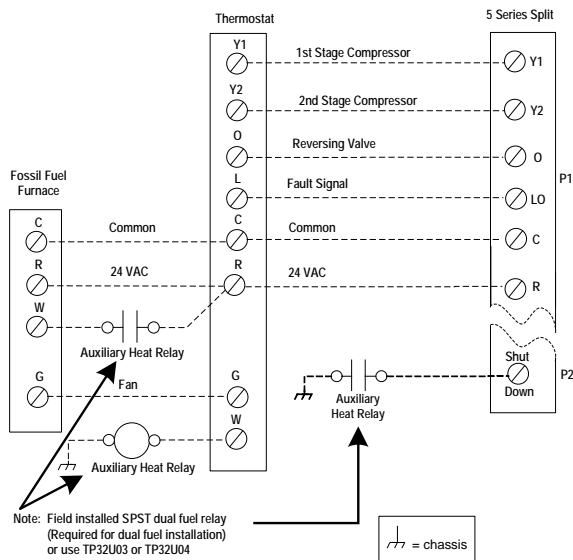 Thermostat
5 Series Split
Y1
1st Stage Compressor
Y1
Y2
2nd Stage Compressor
Y2
O
Reversing Valve
O
P1
Fossil Fuel
Furnace
L
Fault Signal
LO
C
Common
C
Common
C
R
24 VAC
R
24 VAC
R
W
Auxiliary Heat Relay
Shut
Down
P2
G
Fan
G
Auxiliary
Heat Relay
W
Auxiliary Heat Relay
Note: Field installed SPST dual fuel relay
(Required for dual fuel installation)
or use TP32U03 or TP32U04
= chassis